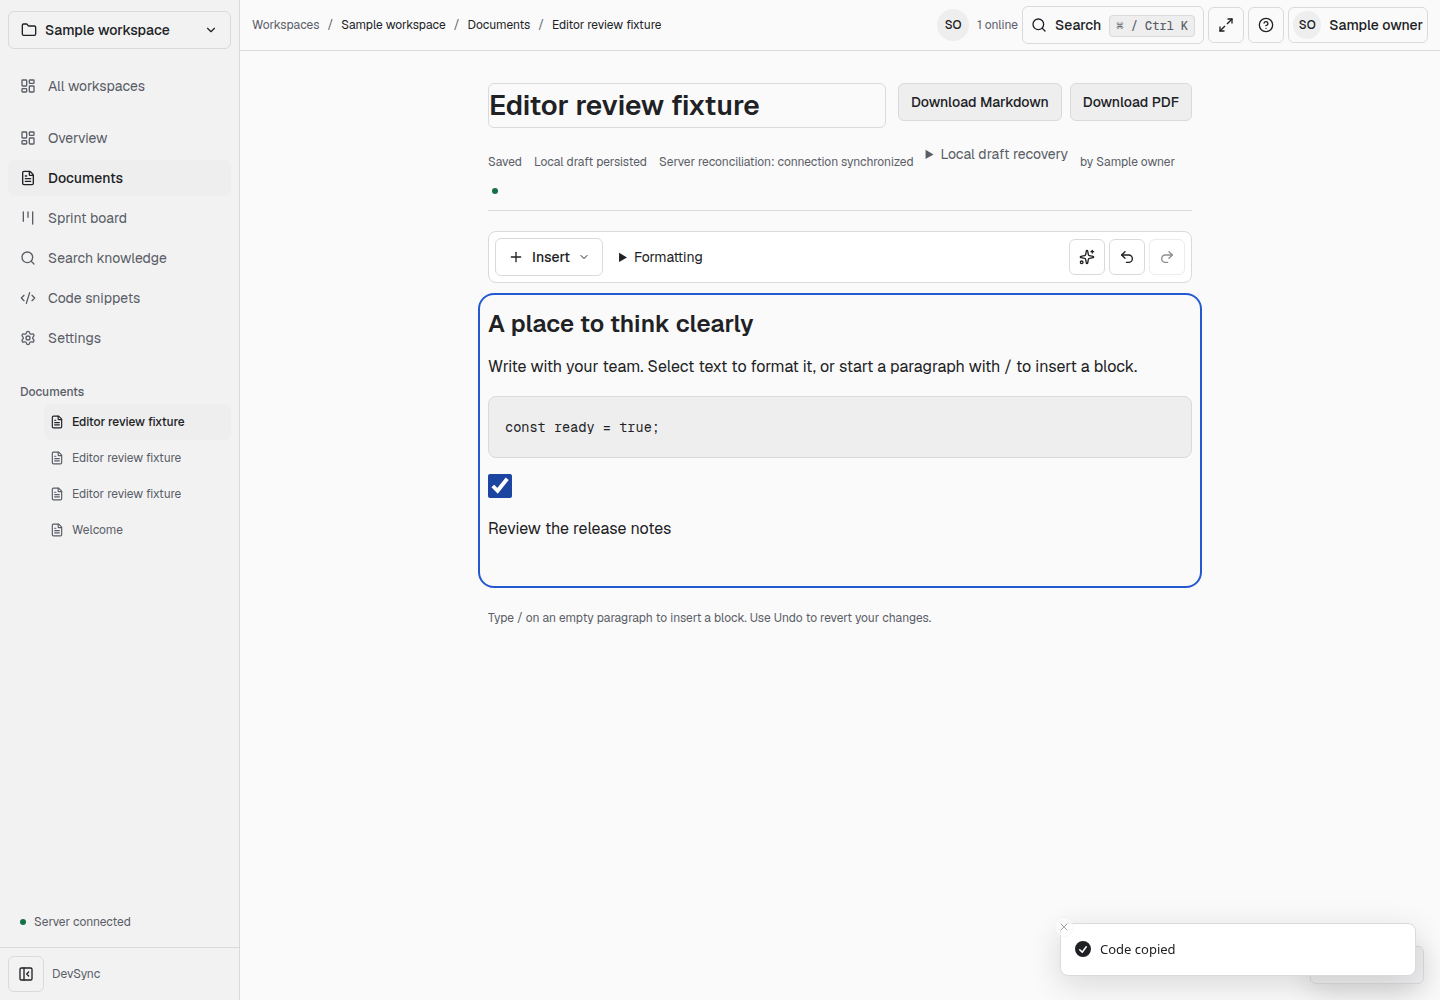 Sample workspace
All workspaces
Overview
Documents
Sprint board
Search knowledge
Code snippets
Settings
Documents
Editor review fixture
Editor review fixture
Editor review fixture
Welcome
Server connected
DevSync
Workspaces / Sample workspace / Documents / Editor review fixture
SO 1 online Search ⌘ / Ctrl K SO Sample owner
Editor review fixture Download Markdown Download PDF
Saved Local draft persisted Server reconciliation: connection synchronized Local draft recovery by Sample owner
Insert Formatting
A place to think clearly
Write with your team. Select text to format it, or start a paragraph with / to insert a block.
const ready = true;
Review the release notes
Type / on an empty paragraph to insert a block. Use Undo to revert your changes.
Code copied